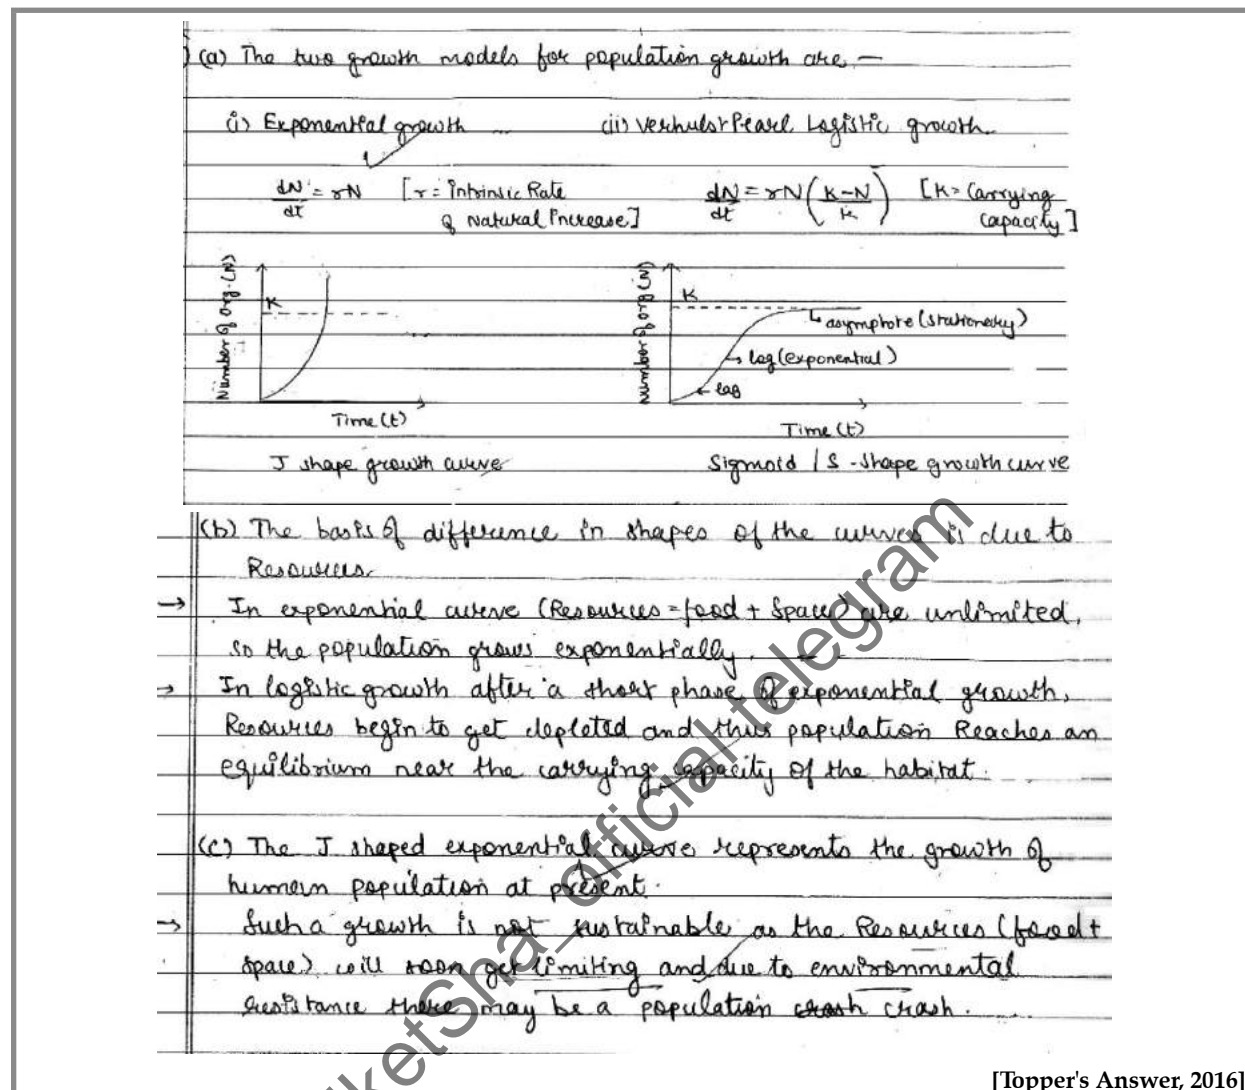 (a) The two growth models for population growth are —
(i) Exponential growth (ii) Verhulst Pearl Logistic growth
dN/dt = rN [r = Intrinsic Rate of Natural Increase] dN/dt = rN (K-N/K) [K = Carrying Capacity]
Number of Org. (N)
K
Time (t)
J shape growth curve
Number of org (N)
K
asymptote (stationary)
log (exponential)
lag
Time (t)
Sigmoid / S - shape growth curve
(b) The basis of difference in shapes of the curves is due to
Resources.
→ In exponential curve (Resources = food + space) are unlimited,
so the population grows exponentially.
→ In logistic growth after a short phase of exponential growth,
Resources begin to get depleted and thus population Reaches an
equilibrium near the carrying capacity of the habitat.
(c) The J shaped exponential curve represents the growth of
human population at present.
→ Such a growth is not sustainable as the Resources (food +
space) will soon get limiting and due to environmental
resistance there may be a population crash crash.
ketSha_official telegram
[Topper's Answer, 2016]